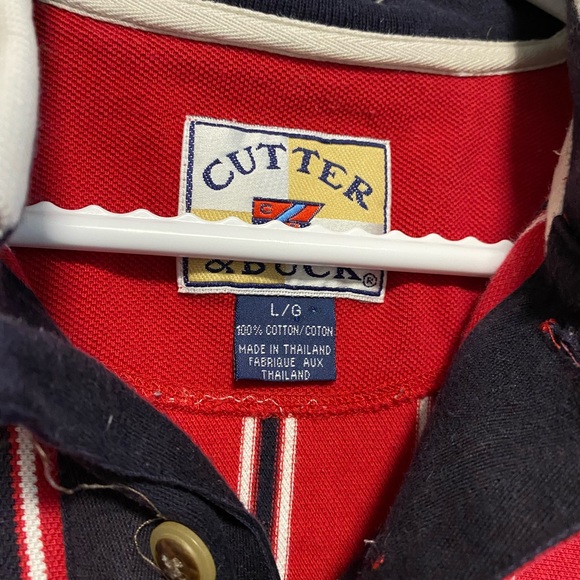 CUTTER
& BUCK®
L/G
100% COTTON/COTON
MADE IN THAILAND
FABRIQUE AUX
THAILAND